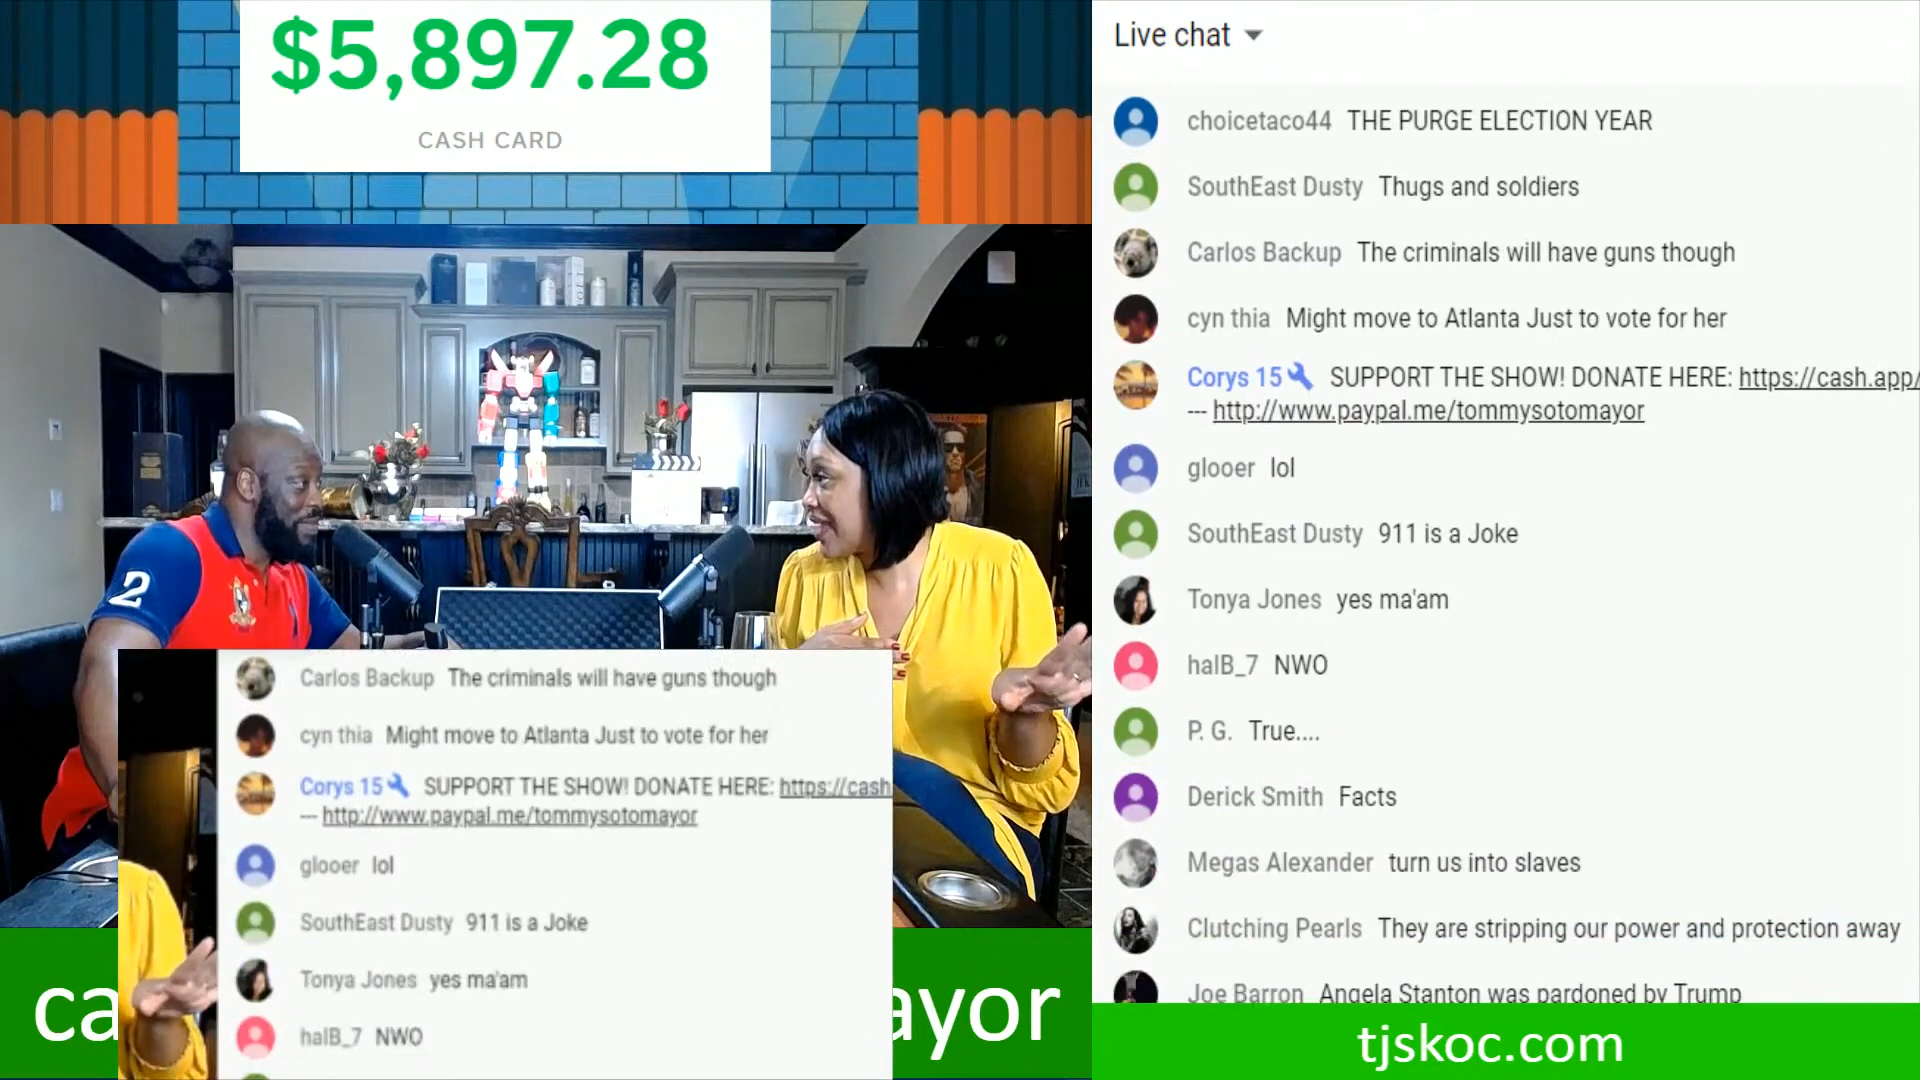 $5,897.28
CASH CARD
2
Carlos Backup The criminals will have guns though
cyn thia Might move to Atlanta Just to vote for her
Corys 15 SUPPORT THE SHOW! DONATE HERE: https://cash
--- http://www.paypal.me/tommysotomayor
glooer lol
SouthEast Dusty 911 is a Joke
Tonya Jones yes ma'am
halB_7 NWO
ca
ayor
Live chat
choicetaco44 THE PURGE ELECTION YEAR
SouthEast Dusty Thugs and soldiers
Carlos Backup The criminals will have guns though
cyn thia Might move to Atlanta Just to vote for her
Corys 15 SUPPORT THE SHOW! DONATE HERE: https://cash.app/
--- http://www.paypal.me/tommysotomayor
glooer lol
SouthEast Dusty 911 is a Joke
Tonya Jones yes ma'am
halB_7 NWO
P. G. True....
Derick Smith Facts
Megas Alexander turn us into slaves
Clutching Pearls They are stripping our power and protection away
Joe Barron Angela Stanton was pardoned by Trump
tjskoc.com